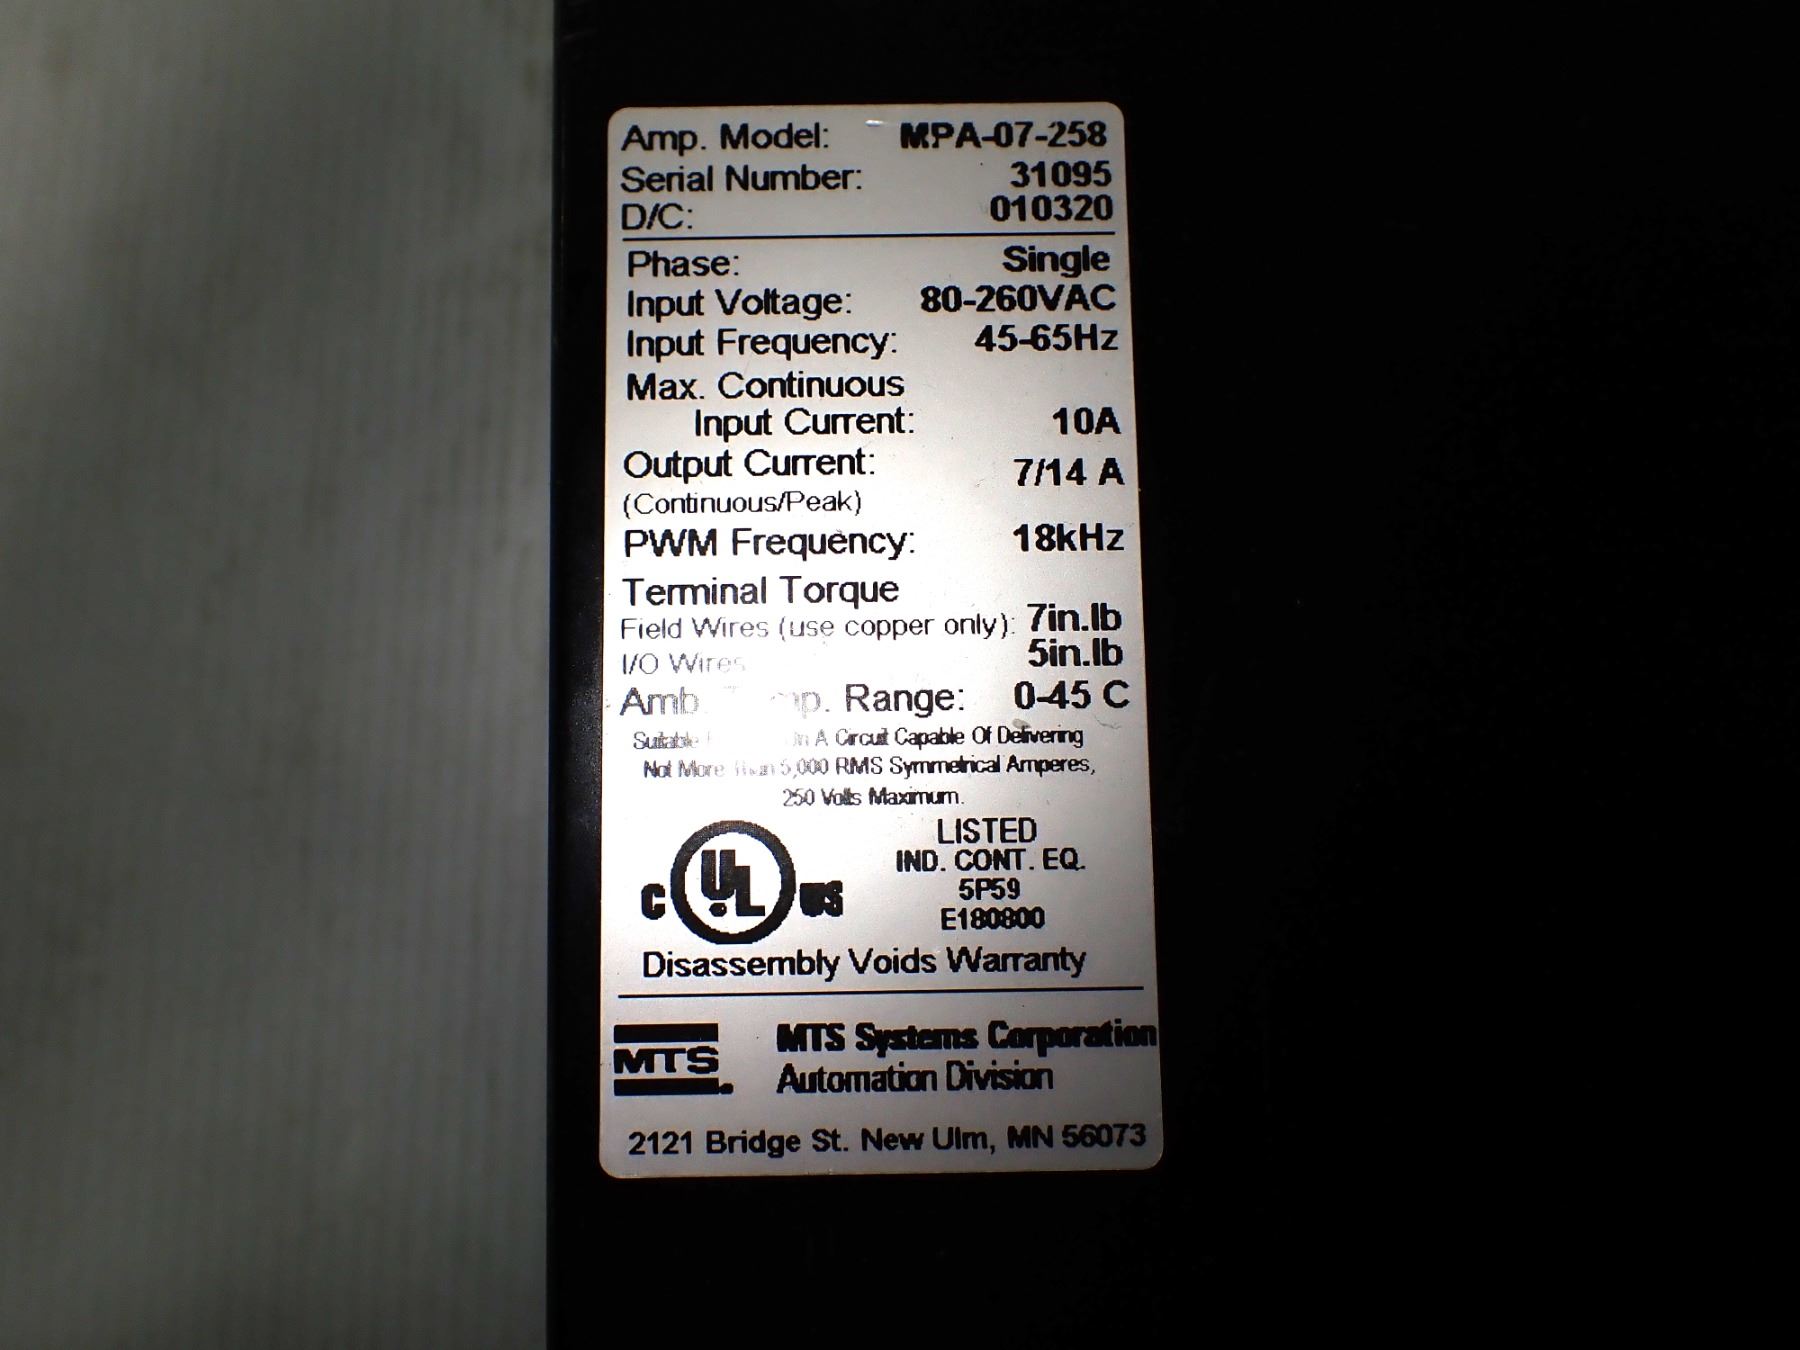 Amp. Model: MPA-07-258
Serial Number: 31095
D/C: 010320
Phase: Single
Input Voltage: 80-260VAC
Input Frequency: 45-65Hz
Max. Continuous
Input Current: 10A
Output Current: 7/14 A
(Continuous/Peak)
PWM Frequency: 18kHz
Terminal Torque
Field Wires (use copper only): 7in.lb
I/O Wires 5in.lb
Amb. Temp. Range: 0-45 C
Suitable On A Circuit Capable Of Delivering
Not More Than 5,000 RMS Symmetrical Amperes,
250 Volts Maximum.
C UL US
LISTED
IND. CONT. EQ.
5P59
E180800
Disassembly Voids Warranty
MTS
MTS Systems Corporation
Automation Division
2121 Bridge St. New Ulm, MN 56073